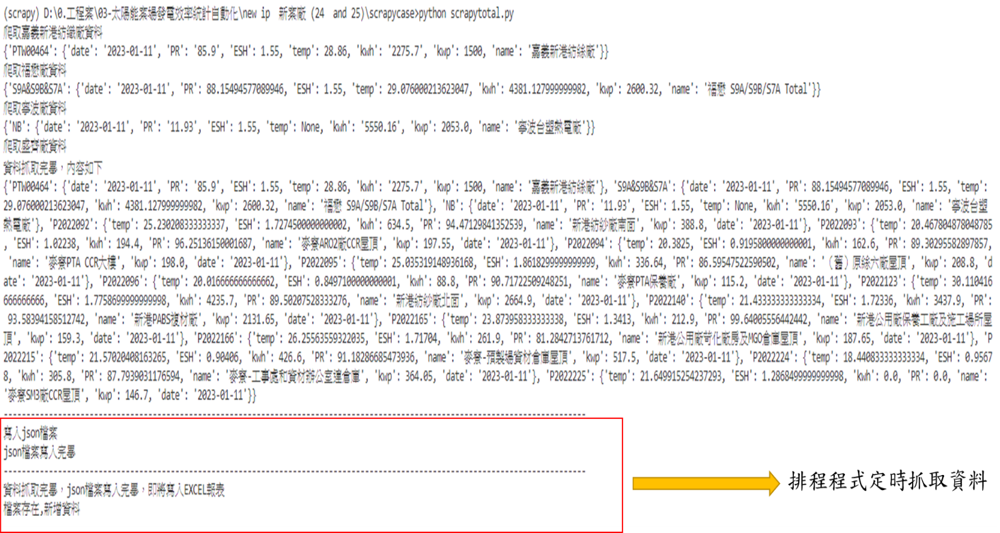 (scrapy) D:\0.工程案\03-太陽能案場發電效率統計自動化\new ip  新案廠 (24  and 25)\scrapycase>python scrapytotal.py
爬取嘉義新港紡織廠資料
{'PTW00464': {'date': '2023-01-11', 'PR': '85.9', 'ESH': 1.55, 'temp': 28.86, 'kwh': '2275.7', 'kwp': 1500, 'name': '嘉義新港紡絲廠'}}
爬取福懋廠資料
{'S9A&S9B&S7A': {'date': '2023-01-11', 'PR': 88.15494577089946, 'ESH': 1.55, 'temp': 29.076000213623047, 'kwh': 4381.127999999982, 'kwp': 2600.32, 'name': '福懋 S9A/S9B/S7A Total'}}
爬取寧波廠資料
{'NB': {'date': '2023-01-11', 'PR': '11.93', 'ESH': 1.55, 'temp': None, 'kwh': '5550.16', 'kwp': 2053.0, 'name': '寧波台塑熱電廠'}}
爬取盛齊廠資料
資料抓取完畢，內容如下
{'PTW00464': {'date': '2023-01-11', 'PR': '85.9', 'ESH': 1.55, 'temp': 28.86, 'kwh': '2275.7', 'kwp': 1500, 'name': '嘉義新港紡絲廠'}, 'S9A&S9B&S7A': {'date': '2023-01-11', 'PR': 88.15494577089946, 'ESH': 1.55, 'temp':
29.076000213623047, 'kwh': 4381.127999999982, 'kwp': 2600.32, 'name': '福懋 S9A/S9B/S7A Total'}, 'NB': {'date': '2023-01-11', 'PR': '11.93', 'ESH': 1.55, 'temp': None, 'kwh': '5550.16', 'kwp': 2053.0, 'name': '寧波台塑
熱電廠'}, 'P2022092': {'temp': 25.230208333333337, 'ESH': 1.7274500000000002, 'kwh': 634.5, 'PR': 94.47129841352539, 'name': '新港紡紗廠南面', 'kwp': 388.8, 'date': '2023-01-11'}, 'P2022093': {'temp': 20.467804878048785
, 'ESH': 1.02238, 'kwh': 194.4, 'PR': 96.25136150001687, 'name': '麥寮ARO2廠CCR屋頂', 'kwp': 197.55, 'date': '2023-01-11'}, 'P2022094': {'temp': 20.3825, 'ESH': 0.9195800000000001, 'kwh': 162.6, 'PR': 89.30295582897857,
'name': '麥寮PTA CCR大樓', 'kwp': 198.0, 'date': '2023-01-11'}, 'P2022095': {'temp': 25.035319148936168, 'ESH': 1.8618299999999999, 'kwh': 336.64, 'PR': 86.59547522590502, 'name': '（舊）原絲六廠屋頂', 'kwp': 208.8, 'd
ate': '2023-01-11'}, 'P2022096': {'temp': 20.016666666666662, 'ESH': 0.8497100000000001, 'kwh': 88.8, 'PR': 90.71722509248251, 'name': '麥寮PTA保養廠', 'kwp': 115.2, 'date': '2023-01-11'}, 'P2022123': {'temp': 30.110416
666666666, 'ESH': 1.7758699999999998, 'kwh': 4235.7, 'PR': 89.50207528333276, 'name': '新港紡紗廠北面', 'kwp': 2664.9, 'date': '2023-01-11'}, 'P2022140': {'temp': 21.433333333333334, 'ESH': 1.72336, 'kwh': 3437.9, 'PR':
93.58394158512742, 'name': '新港PABS複材廠', 'kwp': 2131.65, 'date': '2023-01-11'}, 'P2022165': {'temp': 23.873958333333338, 'ESH': 1.3413, 'kwh': 212.9, 'PR': 99.64005556442442, 'name': '新港公用廠保養工廠及施工場所屋
頂', 'kwp': 159.3, 'date': '2023-01-11'}, 'P2022166': {'temp': 26.25563559322035, 'ESH': 1.71704, 'kwh': 261.9, 'PR': 81.2842713761712, 'name': '新港公用廠苛化廠房及MGO倉庫屋頂', 'kwp': 187.65, 'date': '2023-01-11'}, 'P
2022215': {'temp': 21.57020408163265, 'ESH': 0.90406, 'kwh': 426.6, 'PR': 91.18286685473936, 'name': '麥寮-預製場資材倉庫屋頂', 'kwp': 517.5, 'date': '2023-01-11'}, 'P2022224': {'temp': 18.440833333333334, 'ESH': 0.9567
8, 'kwh': 305.8, 'PR': 87.7939031176594, 'name': '麥寮-工事處和資材辦公室違倉庫', 'kwp': 364.05, 'date': '2023-01-11'}, 'P2022225': {'temp': 21.649915254237293, 'ESH': 1.2868499999999998, 'kwh': 0.0, 'PR': 0.0, 'name':
'麥寮SM3廠CCR屋頂', 'kwp': 146.7, 'date': '2023-01-11'}}
寫入json檔案
json檔案寫入完畢
資料抓取完畢，json檔案寫入完畢，即將寫入EXCEL報表
檔案存在,新增資料
排程程式定時抓取資料